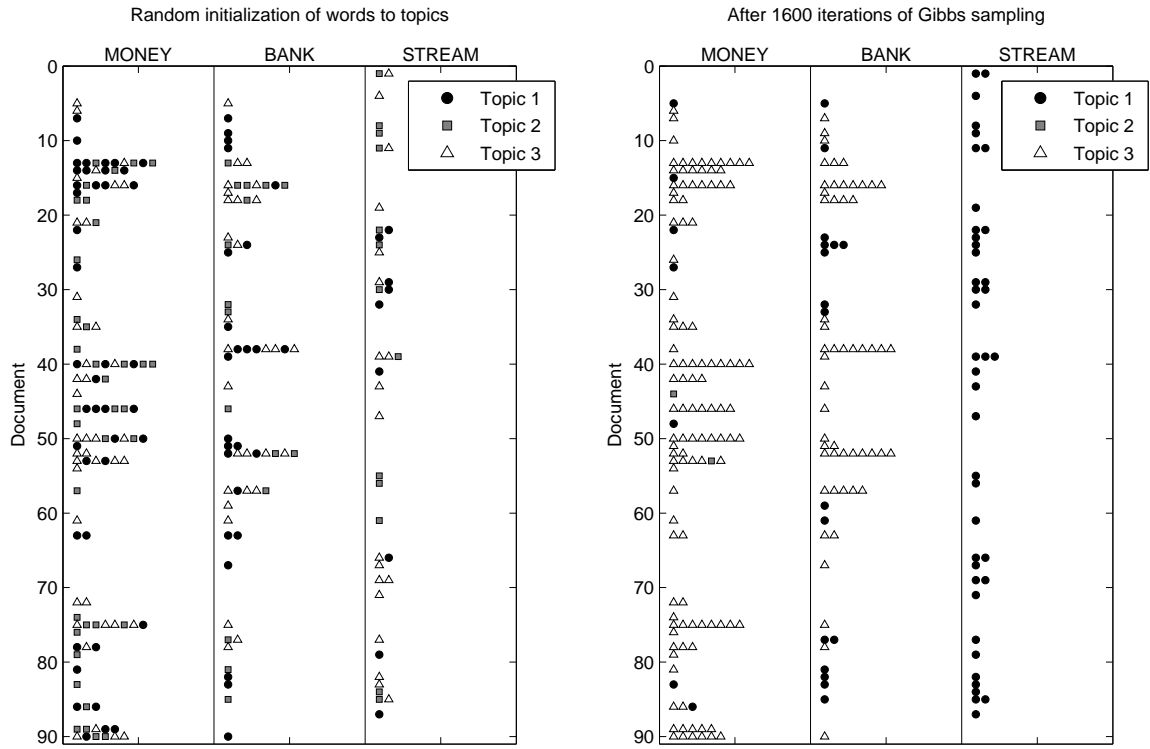 Random initialization of words to topics
MONEY BANK STREAM
0
10
20
30
40
50
60
70
80
90
Document
Topic 1
Topic 2
Topic 3
After 1600 iterations of Gibbs sampling
MONEY BANK STREAM
0
10
20
30
40
50
60
70
80
90
Document
Topic 1
Topic 2
Topic 3